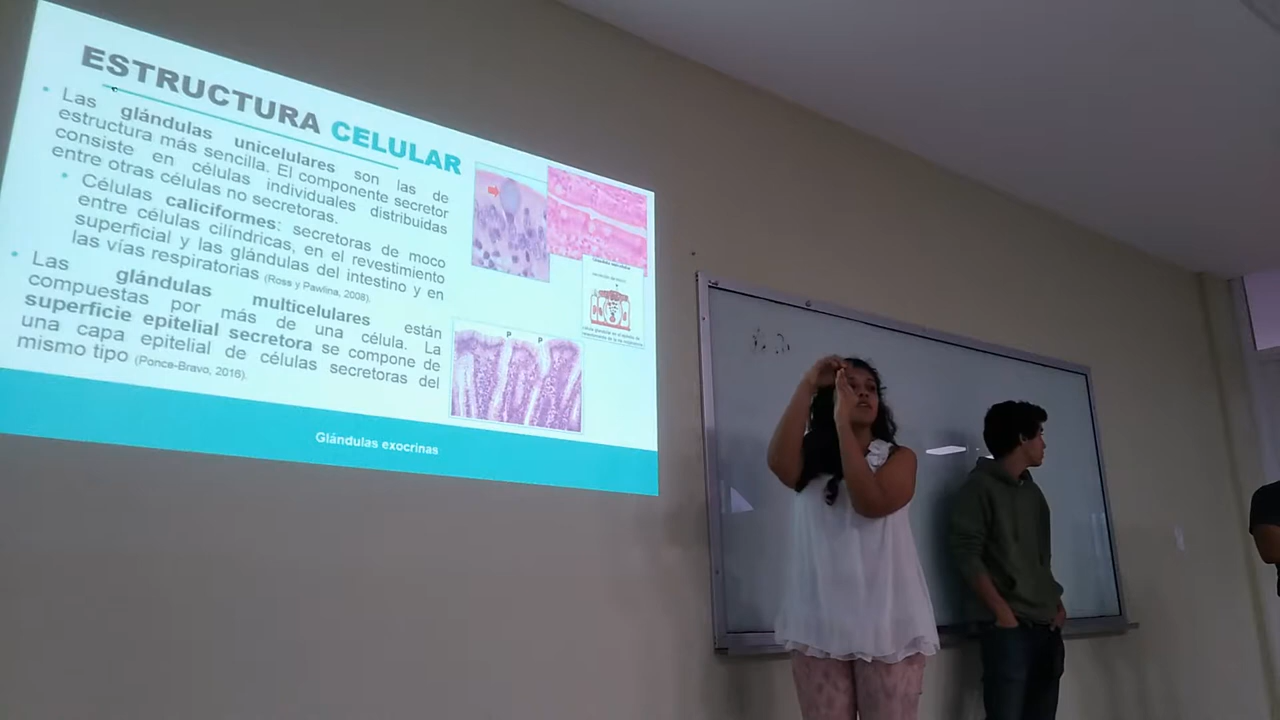 ESTRUCTURA CELULAR
• Las glándulas unicelulares son las de
estructura más sencilla. El componente secretor
consiste en células individuales distribuidas
entre otras células no secretoras.
• Células caliciformes: secretoras de moco
entre células cilíndricas, en el revestimiento
superficial y las glándulas del intestino y en
las vías respiratorias (Ross y Pawlina, 2008).
• Las glándulas multicelulares están
compuestas por más de una célula. La
superficie epitelial secretora se compone de
una capa epitelial de células secretoras del
mismo tipo (Ponce-Bravo, 2016).
P P
Glándulas exocrinas